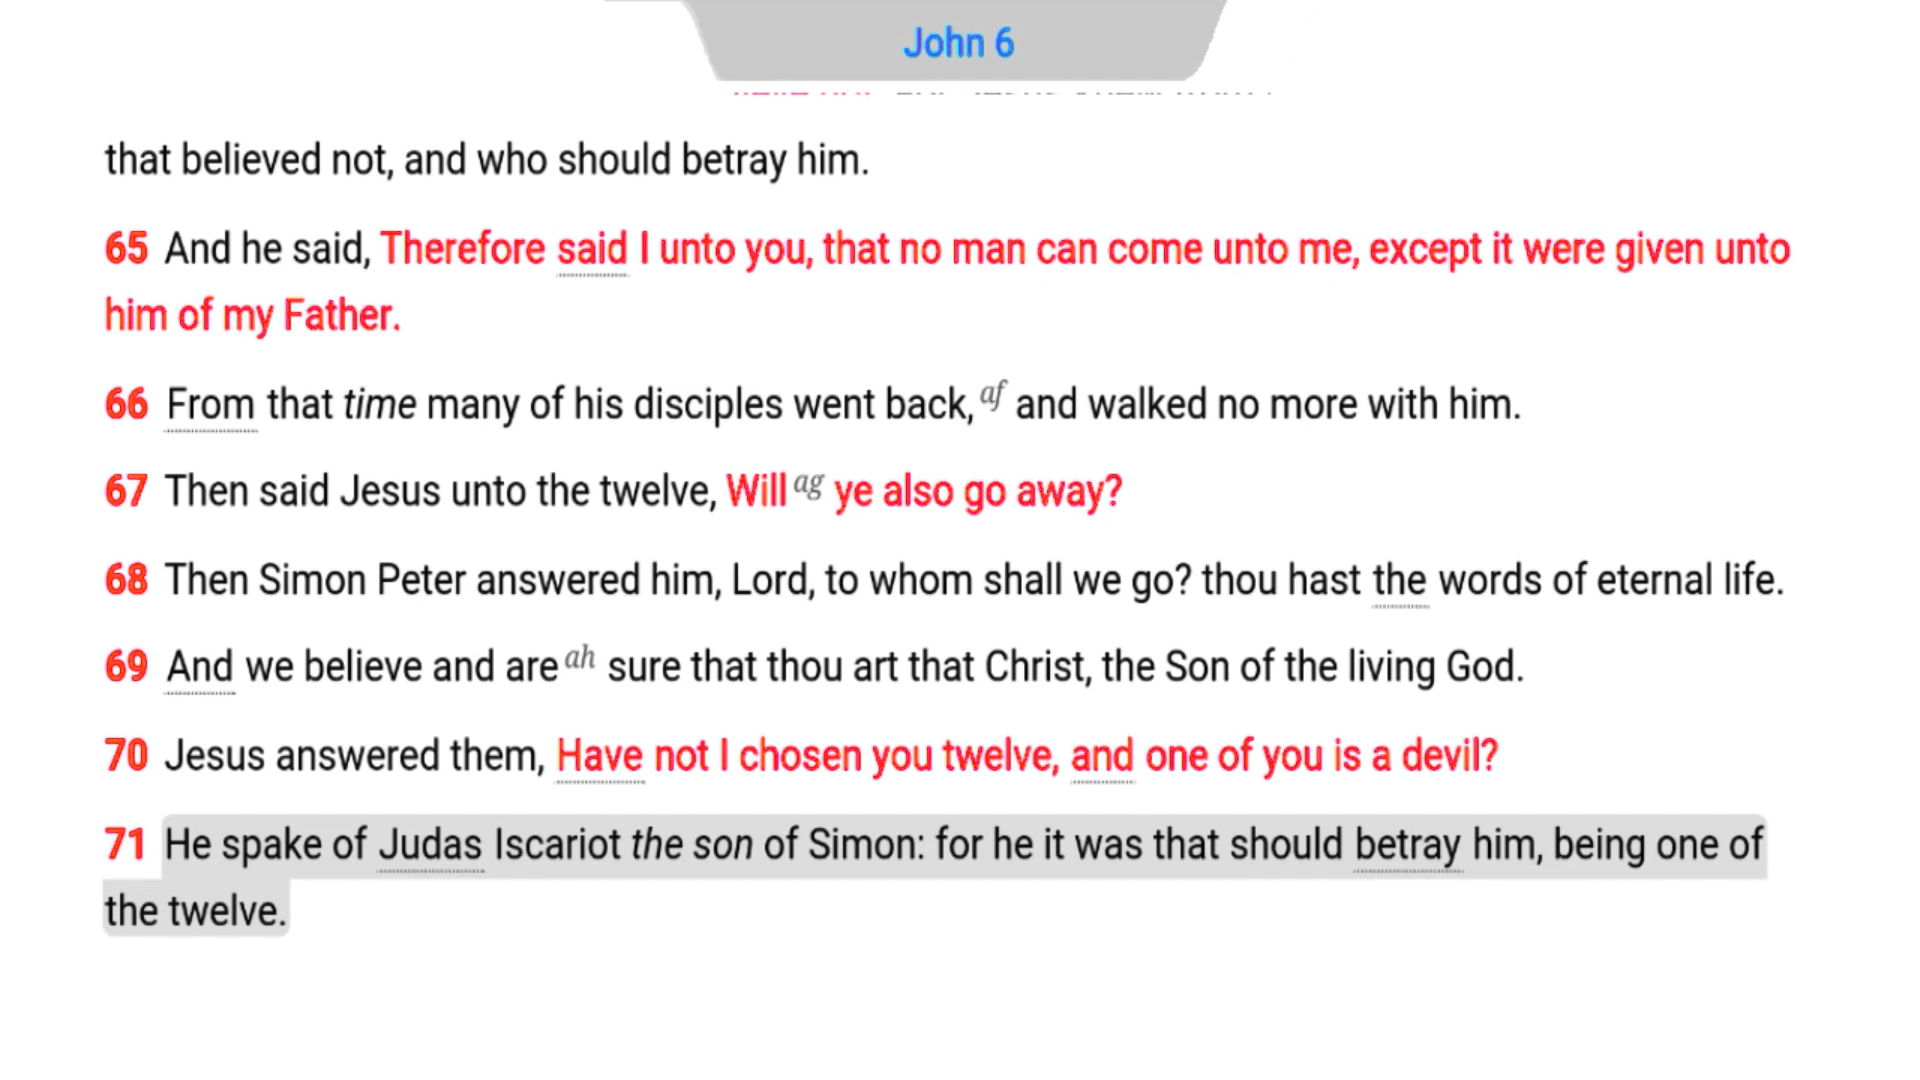 John 6
that believed not, and who should betray him.
65 And he said, Therefore said I unto you, that no man can come unto me, except it were given unto
him of my Father.
66 From that time many of his disciples went back, af and walked no more with him.
67 Then said Jesus unto the twelve, Will ag ye also go away?
68 Then Simon Peter answered him, Lord, to whom shall we go? thou hast the words of eternal life.
69 And we believe and are ah sure that thou art that Christ, the Son of the living God.
70 Jesus answered them, Have not I chosen you twelve, and one of you is a devil?
71 He spake of Judas Iscariot the son of Simon: for he it was that should betray him, being one of
the twelve.